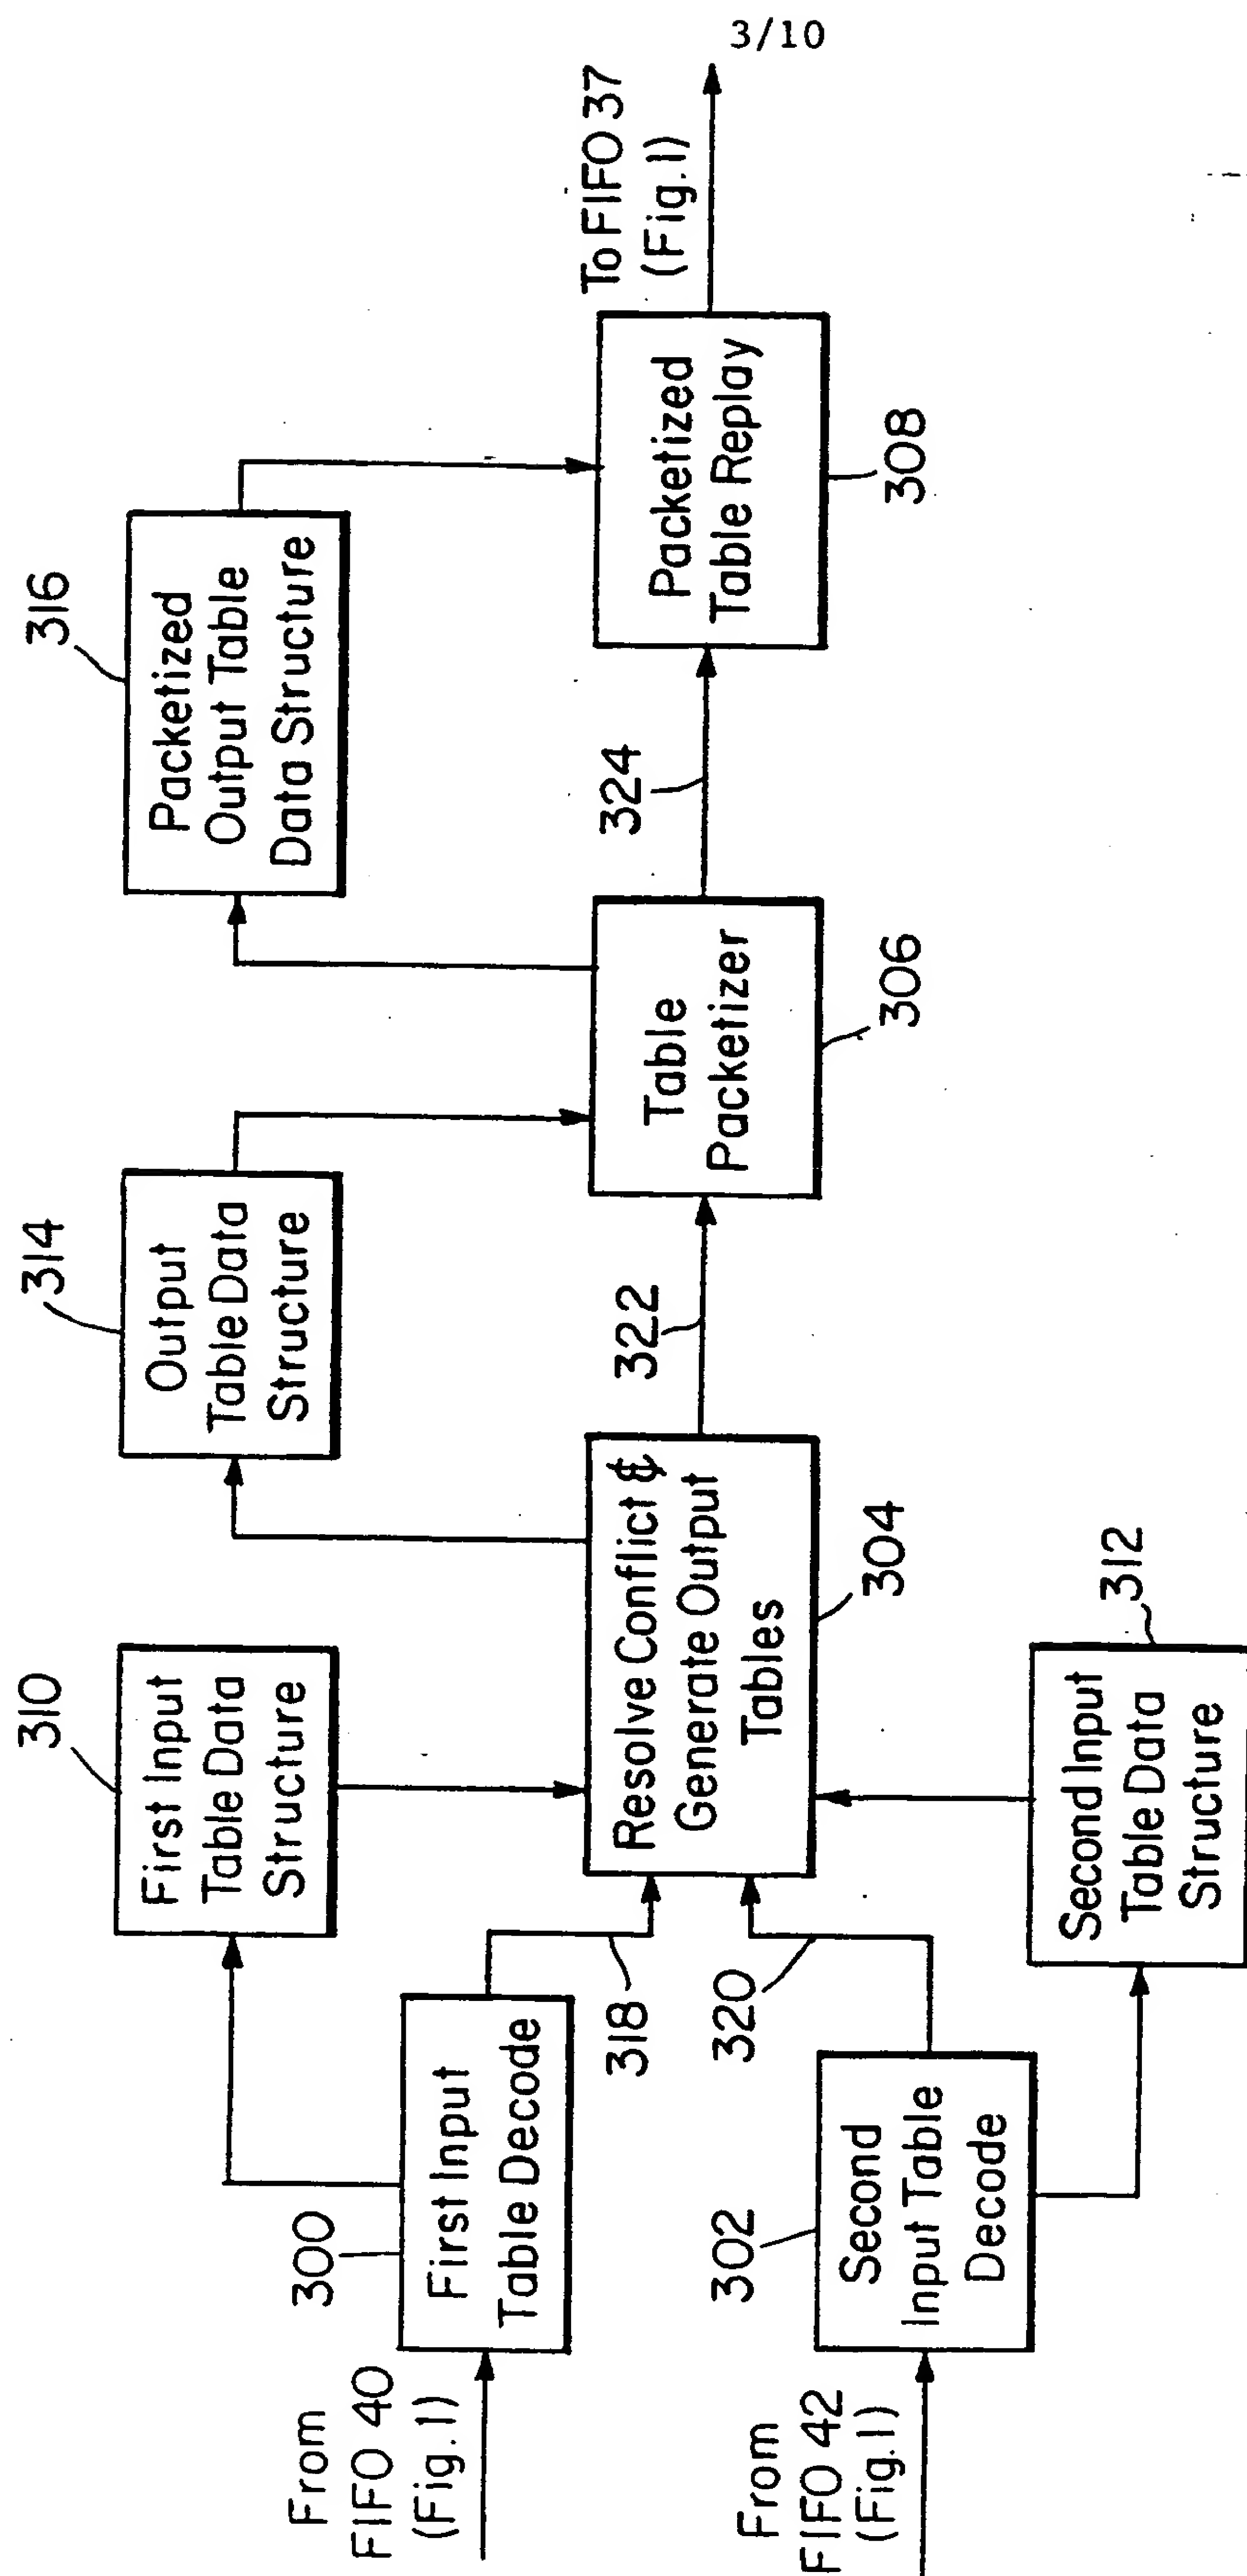 3/10
From
FIFO 40
(Fig.1)
300
First Input
Table Decode
310
First Input
Table Data
Structure
318
From
FIFO 42
(Fig.1)
302
Second
Input Table
Decode
320
312
Second Input
Table Data
Structure
Resolve Conflict &
Generate Output
Tables
304
314
Output
Table Data
Structure
322
Table
Packetizer
306
316
Packetized
Output Table
Data Structure
324
Packetized
Table Replay
308
To FIFO 37
(Fig.1)